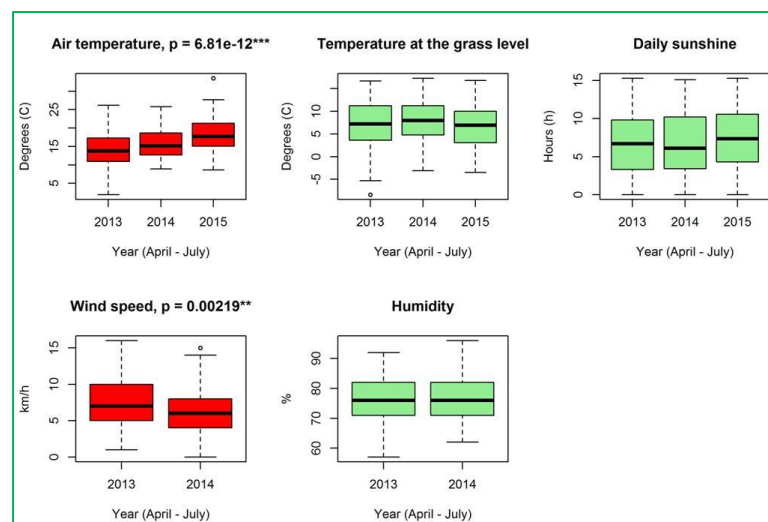 Air temperature, p = 6.81e-12***
Degrees (C)
25
15
5
2013 2014 2015
Year (April - July)
Temperature at the grass level
Degrees (C)
10
5
0
-5
2013 2014 2015
Year (April - July)
Daily sunshine
Hours (h)
15
10
5
0
2013 2014 2015
Year (April - July)
Wind speed, p = 0.00219**
km/h
15
10
5
0
2013 2014
Year (April - July)
Humidity
%
90
80
70
60
2013 2014
Year (April - July)